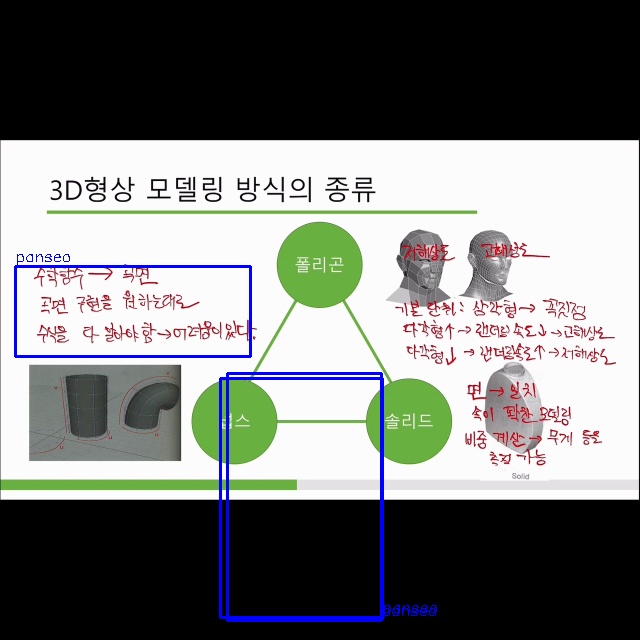 3D형상 모델링 방식의 종류
panseo
수학함수 → 곡면
곡면 구현을 원하는대로
수식을 다 알아야 함 → 어려움이 있다.
폴리곤
넙스
솔리드
저해상도 고해상도
기본 단위: 삼각형 → 꼭짓점
다각형↑ → 랜더링 속도↓ → 고해상도
다각형↓ → 랜더링속도↑ → 저해상도
면 → 일치
속이 꽉찬 모델링
비중 계산 → 무게 등을
측정 가능
Solid
panseo